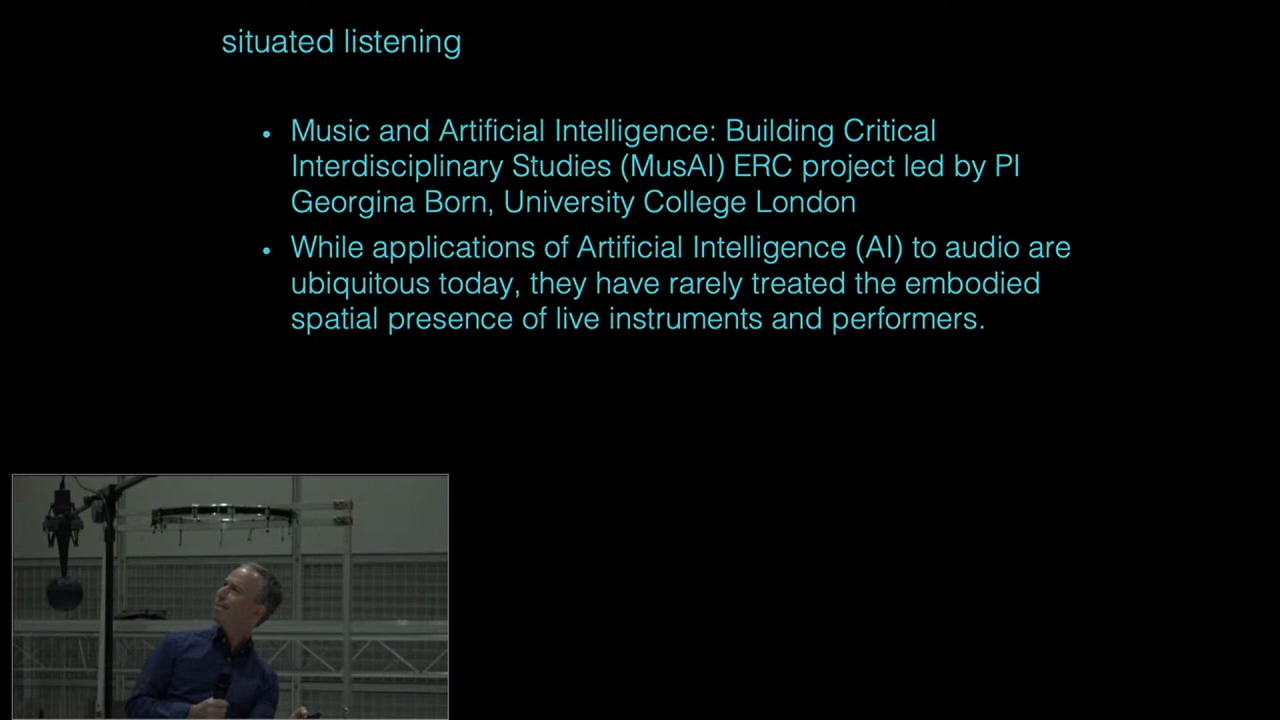 situated listening
• Music and Artificial Intelligence: Building Critical
Interdisciplinary Studies (MusAI) ERC project led by PI
Georgina Born, University College London
• While applications of Artificial Intelligence (AI) to audio are
ubiquitous today, they have rarely treated the embodied
spatial presence of live instruments and performers.